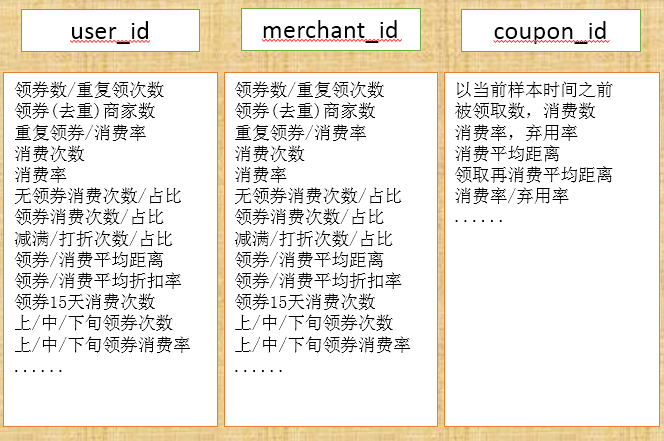 user_id
merchant_id
coupon_id
领券数/重复领次数
领券(去重)商家数
重复领券/消费率
消费次数
消费率
无领券消费次数/占比
领券消费次数/占比
减满/打折次数/占比
领券/消费平均距离
领券/消费平均折扣率
领券15天消费次数
上/中/下旬领券次数
上/中/下旬领券消费率
......
领券数/重复领次数
领券(去重)商家数
重复领券/消费率
消费次数
消费率
无领券消费次数/占比
领券消费次数/占比
减满/打折次数/占比
领券/消费平均距离
领券/消费平均折扣率
领券15天消费次数
上/中/下旬领券次数
上/中/下旬领券消费率
......
以当前样本时间之前
被领取数，消费数
消费率，弃用率
消费平均距离
领取再消费平均距离
消费率/弃用率
......